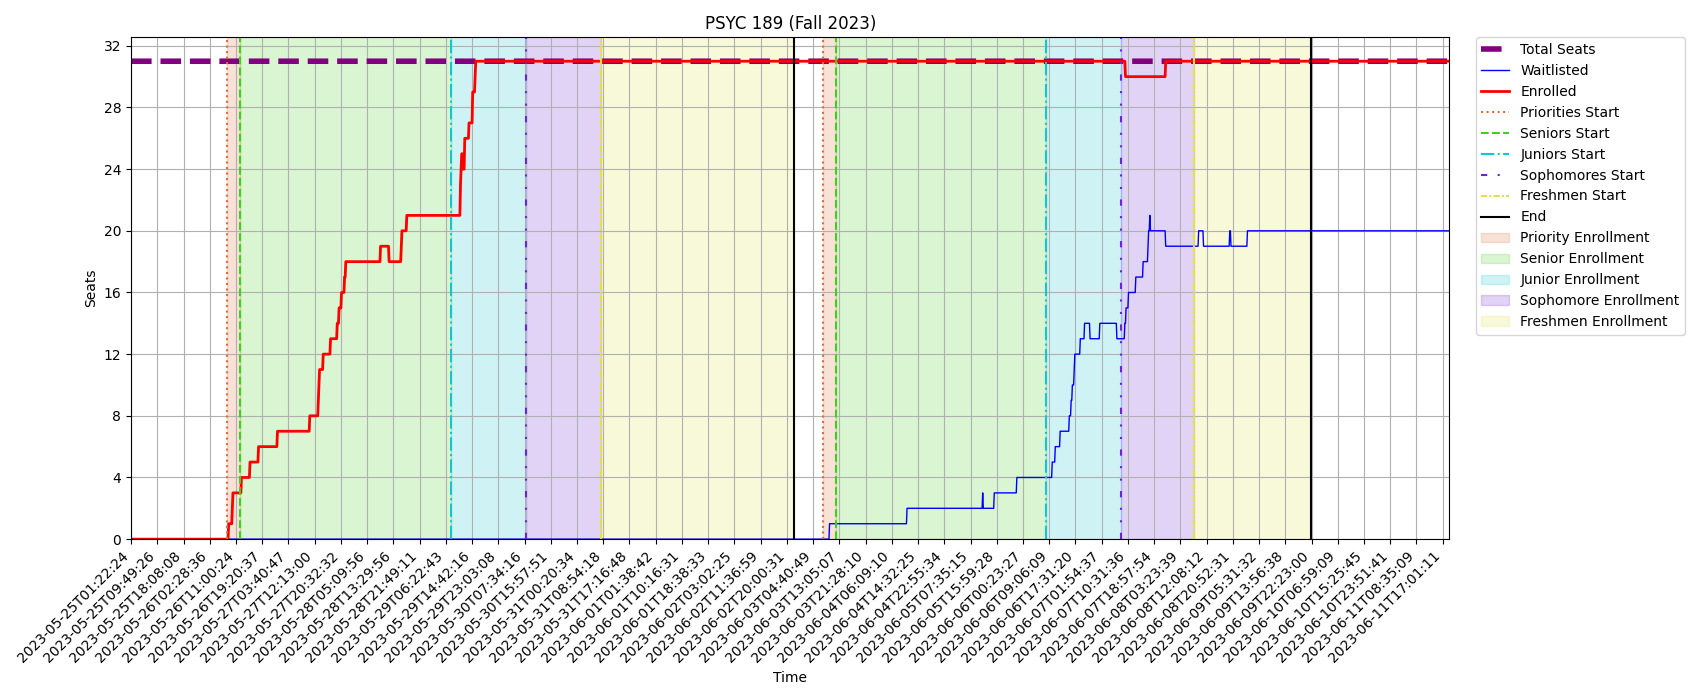 PSYC 189 (Fall 2023)
32
28
24
20
16
12
8
4
0
Seats
2023-05-25T01:22:24
2023-05-25T09:49:26
2023-05-25T18:08:08
2023-05-26T02:28:36
2023-05-26T11:00:24
2023-05-26T19:20:37
2023-05-27T03:40:47
2023-05-27T12:13:00
2023-05-27T20:32:32
2023-05-28T05:09:56
2023-05-28T13:29:56
2023-05-28T21:49:11
2023-05-29T06:22:43
2023-05-29T14:42:16
2023-05-29T23:03:08
2023-05-30T07:34:16
2023-05-30T15:57:51
2023-05-31T00:20:34
2023-05-31T08:54:18
2023-05-31T17:16:48
2023-06-01T01:38:42
2023-06-01T10:16:31
2023-06-01T18:38:33
2023-06-02T03:02:25
2023-06-02T11:36:59
2023-06-02T20:00:31
2023-06-03T04:40:49
2023-06-03T13:05:07
2023-06-03T21:28:10
2023-06-04T06:09:10
2023-06-04T14:32:25
2023-06-04T22:55:34
2023-06-05T07:35:15
2023-06-05T15:59:28
2023-06-06T00:23:27
2023-06-06T09:06:09
2023-06-06T17:31:20
2023-06-07T01:54:37
2023-06-07T10:31:36
2023-06-07T18:57:54
2023-06-08T03:23:39
2023-06-08T12:08:12
2023-06-08T20:52:31
2023-06-09T05:31:32
2023-06-09T13:56:38
2023-06-09T22:23:00
2023-06-10T06:59:09
2023-06-10T15:25:45
2023-06-10T23:51:41
2023-06-11T08:35:09
2023-06-11T17:01:11
Time
Total Seats
Waitlisted
Enrolled
Priorities Start
Seniors Start
Juniors Start
Sophomores Start
Freshmen Start
End
Priority Enrollment
Senior Enrollment
Junior Enrollment
Sophomore Enrollment
Freshmen Enrollment